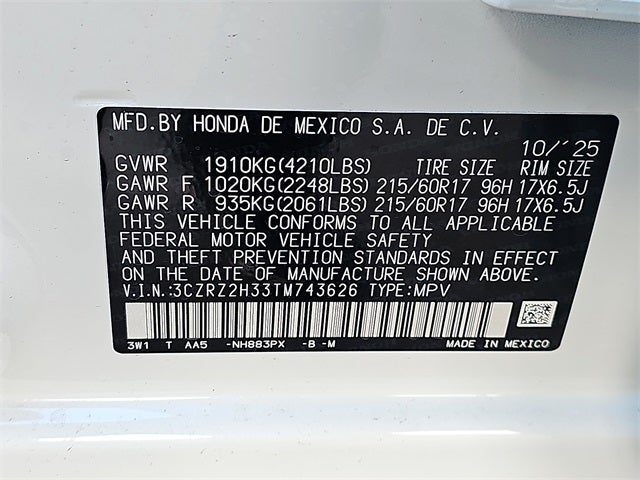 MFD.BY HONDA DE MEXICO S.A. DE C.V.
10/'25
GVWR 1910KG(4210LBS) TIRE SIZE RIM SIZE
GAWR F 1020KG(2248LBS) 215/60R17 96H 17X6.5J
GAWR R 935KG(2061LBS) 215/60R17 96H 17X6.5J
THIS VEHICLE CONFORMS TO ALL APPLICABLE
FEDERAL MOTOR VEHICLE SAFETY
AND THEFT PREVENTION STANDARDS IN EFFECT
ON THE DATE OF MANUFACTURE SHOWN ABOVE.
V.I.N.:3CZRZ2H33TM743626 TYPE:MPV
3W1 T AA5 -NH883PX -B -M MADE IN MEXICO